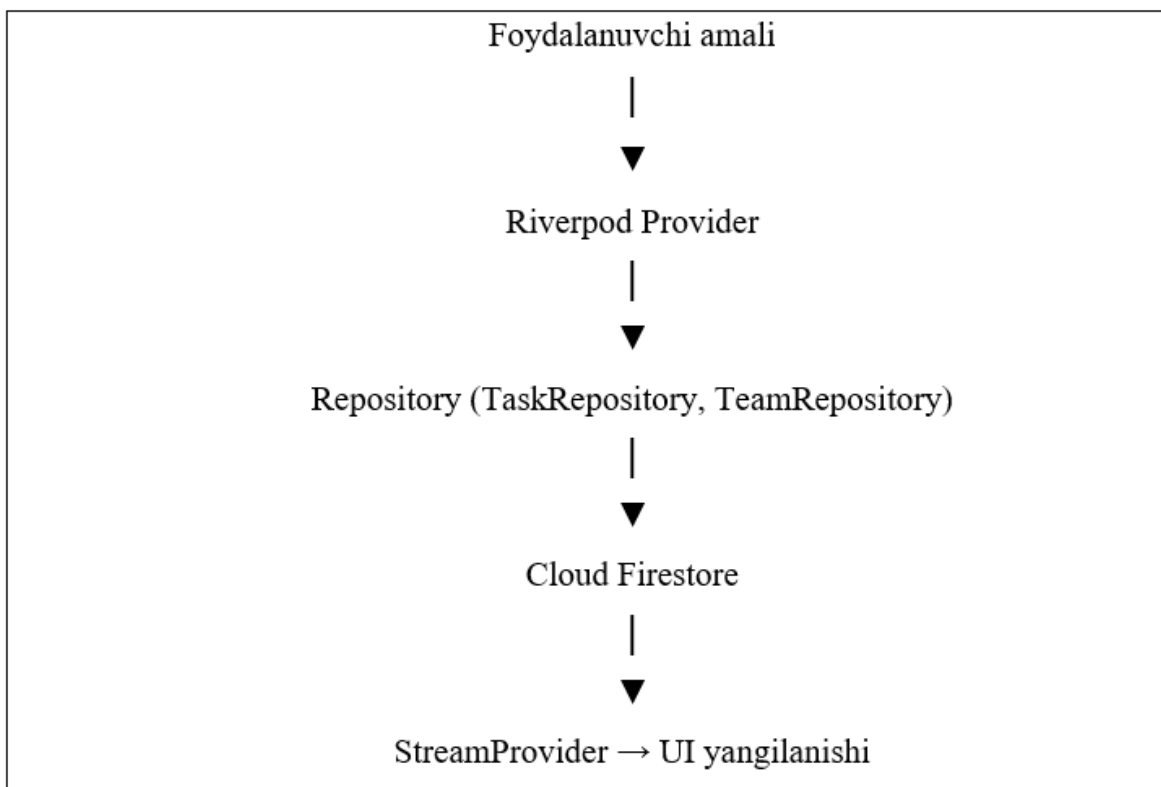 Foydalanuvchi amali
Riverpod Provider
Repository (TaskRepository, TeamRepository)
Cloud Firestore
StreamProvider → UI yangilanishi